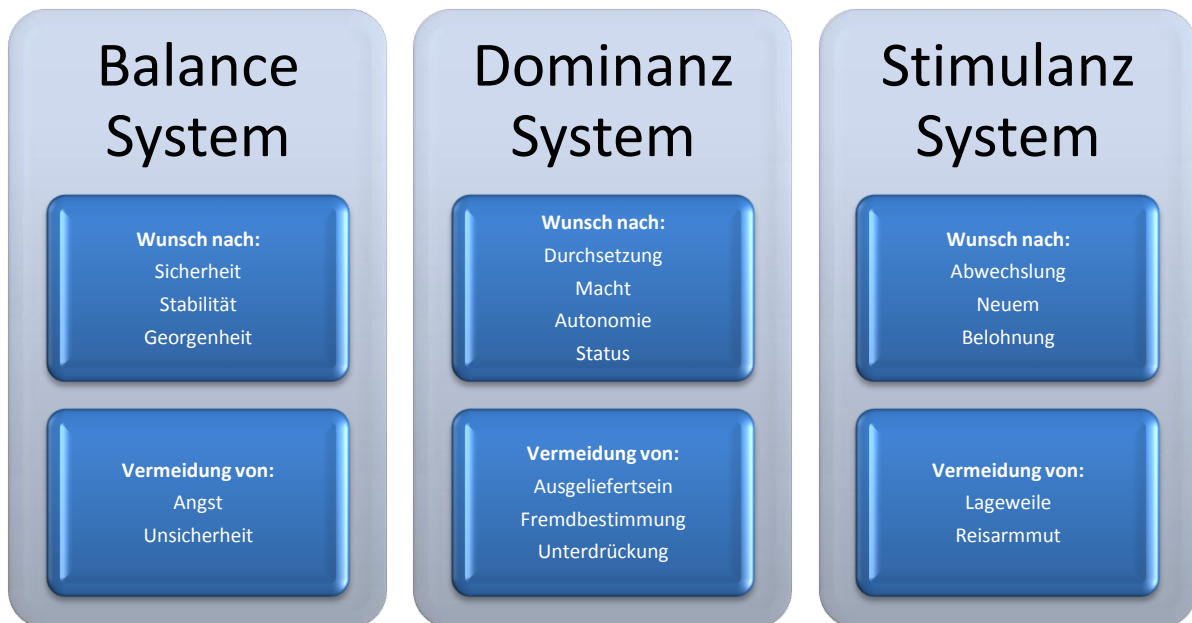 Balance
System
Wunsch nach:
Sicherheit
Stabilität
Georgenheit
Vermeidung von:
Angst
Unsicherheit
Dominanz
System
Wunsch nach:
Durchsetzung
Macht
Autonomie
Status
Vermeidung von:
Ausgeliefertsein
Fremdbestimmung
Unterdrückung
Stimulanz
System
Wunsch nach:
Abwechslung
Neuem
Belohnung
Vermeidung von:
Lageweile
Reisarmmut